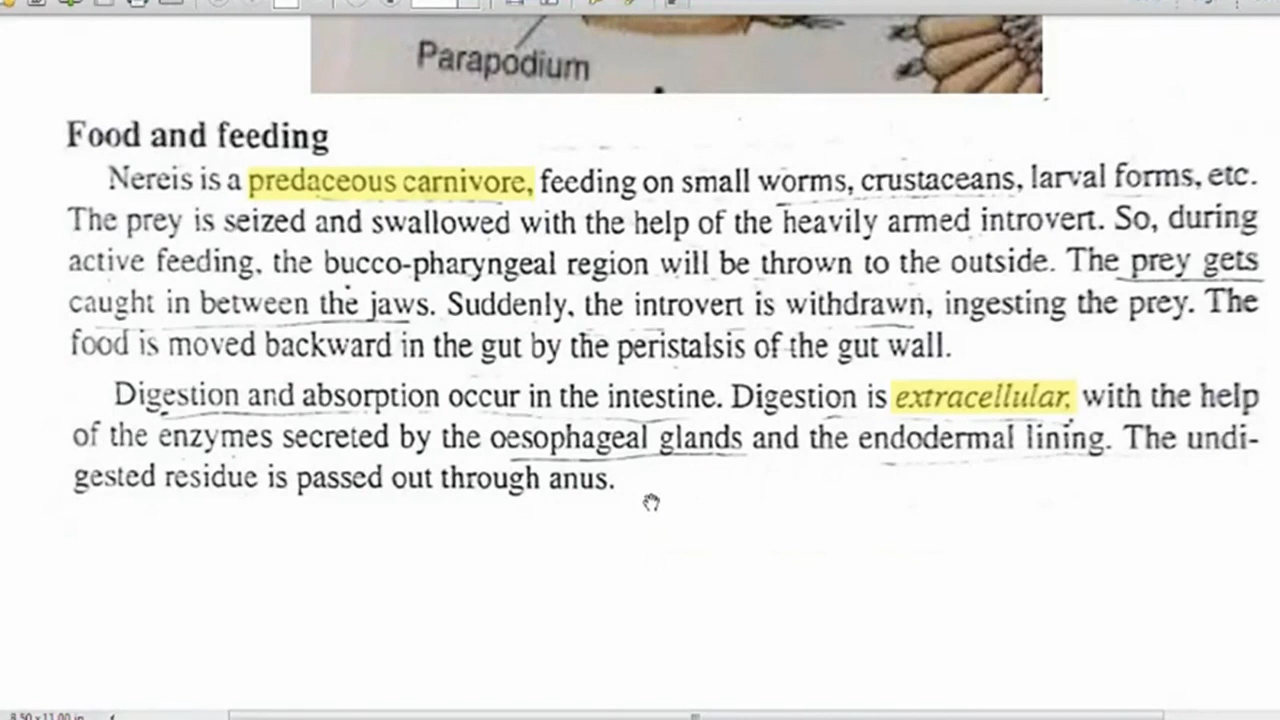 Parapodium
Food and feeding
Nereis is a predaceous carnivore, feeding on small worms, crustaceans, larval forms, etc.
The prey is seized and swallowed with the help of the heavily armed introvert. So, during
active feeding, the bucco-pharyngeal region will be thrown to the outside. The prey gets
caught in between the jaws. Suddenly, the introvert is withdrawn, ingesting the prey. The
food is moved backward in the gut by the peristalsis of the gut wall.
Digestion and absorption occur in the intestine. Digestion is extracellular, with the help
of the enzymes secreted by the oesophageal glands and the endodermal lining. The undi-
gested residue is passed out through anus.
8.50 x 11.00 in